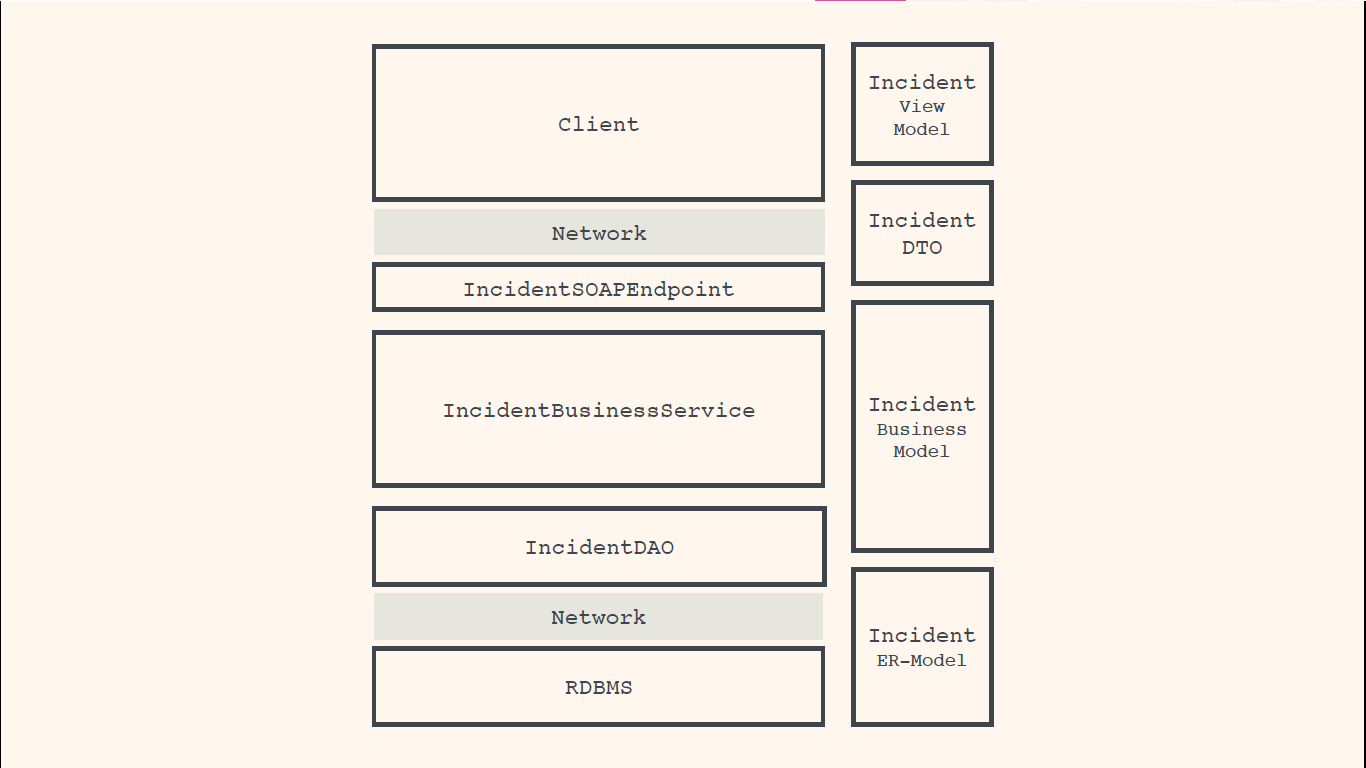 Client
Network
IncidentSOAPEndpoint
IncidentBusinessService
IncidentDAO
Network
RDBMS
Incident
View
Model
Incident
DTO
Incident
Business
Model
Incident
ER-Model